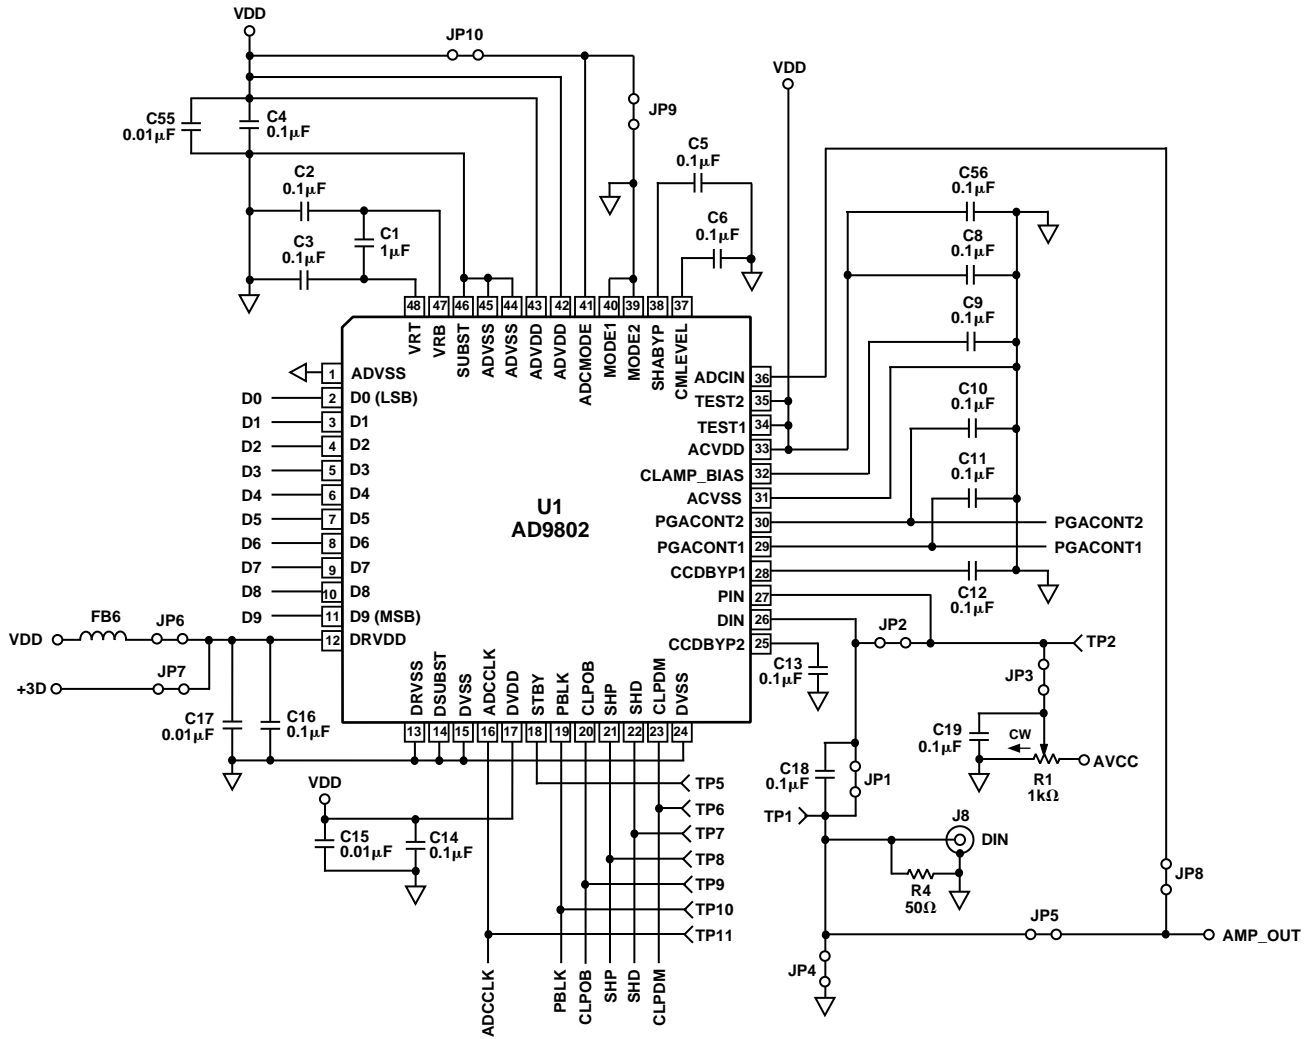 VDD
JP10
VDD
JP9
C55
0.01µF
C4
0.1µF
C5
0.1µF
C2
0.1µF
C56
0.1µF
C6
0.1µF
C1
1µF
C3
0.1µF
C8
0.1µF
48 47 46 45 44 43 42 41 40 39 38 37
VRT
VRB
SUBST
ADVSS
ADVSS
ADVDD
ADVDD
ADCMODE
MODE1
MODE2
SHABYP
CMLEVEL
C9
0.1µF
1 ADVSS
D0 2 D0 (LSB)
D1 3 D1
D2 4 D2
D3 5 D3
D4 6 D4
D5 7 D5
D6 8 D6
D7 9 D7
D8 10 D8
D9 11 D9 (MSB)
12 DRVDD
U1
AD9802
ADCIN 36
TEST2 35
TEST1 34
ACVDD 33
CLAMP_BIAS 32
ACVSS 31
PGACONT2 30
PGACONT1 29
CCDBYP1 28
PIN 27
DIN 26
CCDBYP2 25
C10
0.1µF
C11
0.1µF
PGACONT2
PGACONT1
C12
0.1µF
VDD
FB6
JP6
+3D
JP7
C17
0.01µF
C16
0.1µF
DRVSS
DSUBST
DVSS
ADCCLK
DVDD
STBY
PBLK
CLPOB
SHP
SHD
CLPDM
DVSS
13 14 15 16 17 18 19 20 21 22 23 24
JP2
TP2
C13
0.1µF
JP3
C19
0.1µF
CW
AVCC
R1
1kΩ
C18
0.1µF
JP1
TP1
J8
DIN
R4
50Ω
JP8
JP5
AMP_OUT
JP4
VDD
C15
0.01µF
C14
0.1µF
TP5
TP6
TP7
TP8
TP9
TP10
TP11
ADCCLK
PBLK
CLPOB
SHP
SHD
CLPDM